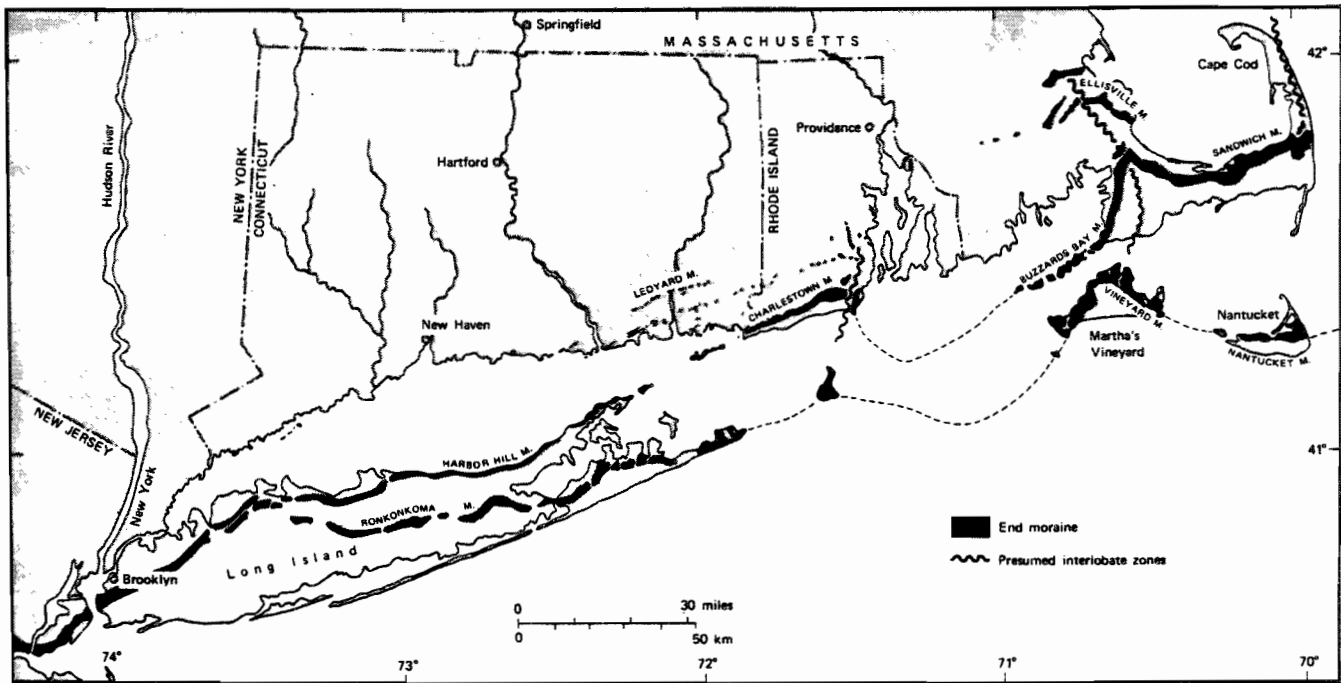 Springfield
MASSACHUSETTS
42°
Cape Cod
ELLISVILLE M.
SANDWICH M.
Hudson River
NEW YORK
CONNECTICUT
Hartford
RHODE ISLAND
Providance
BUZZARDS BAY M.
LEDYARD M.
CHARLESTOWN M
VINEYARD M.
New Haven
Martha's
Vineyard
Nantucket
NANTUCKET M.
NEW JERSEY
41°
HARBOR HILL M.
New York
RONKONKOMA M.
Long Island
Brooklyn
End moraine
Presumed interlobate zones
0 30 miles
0 50 km
74° 73° 72° 71° 70°